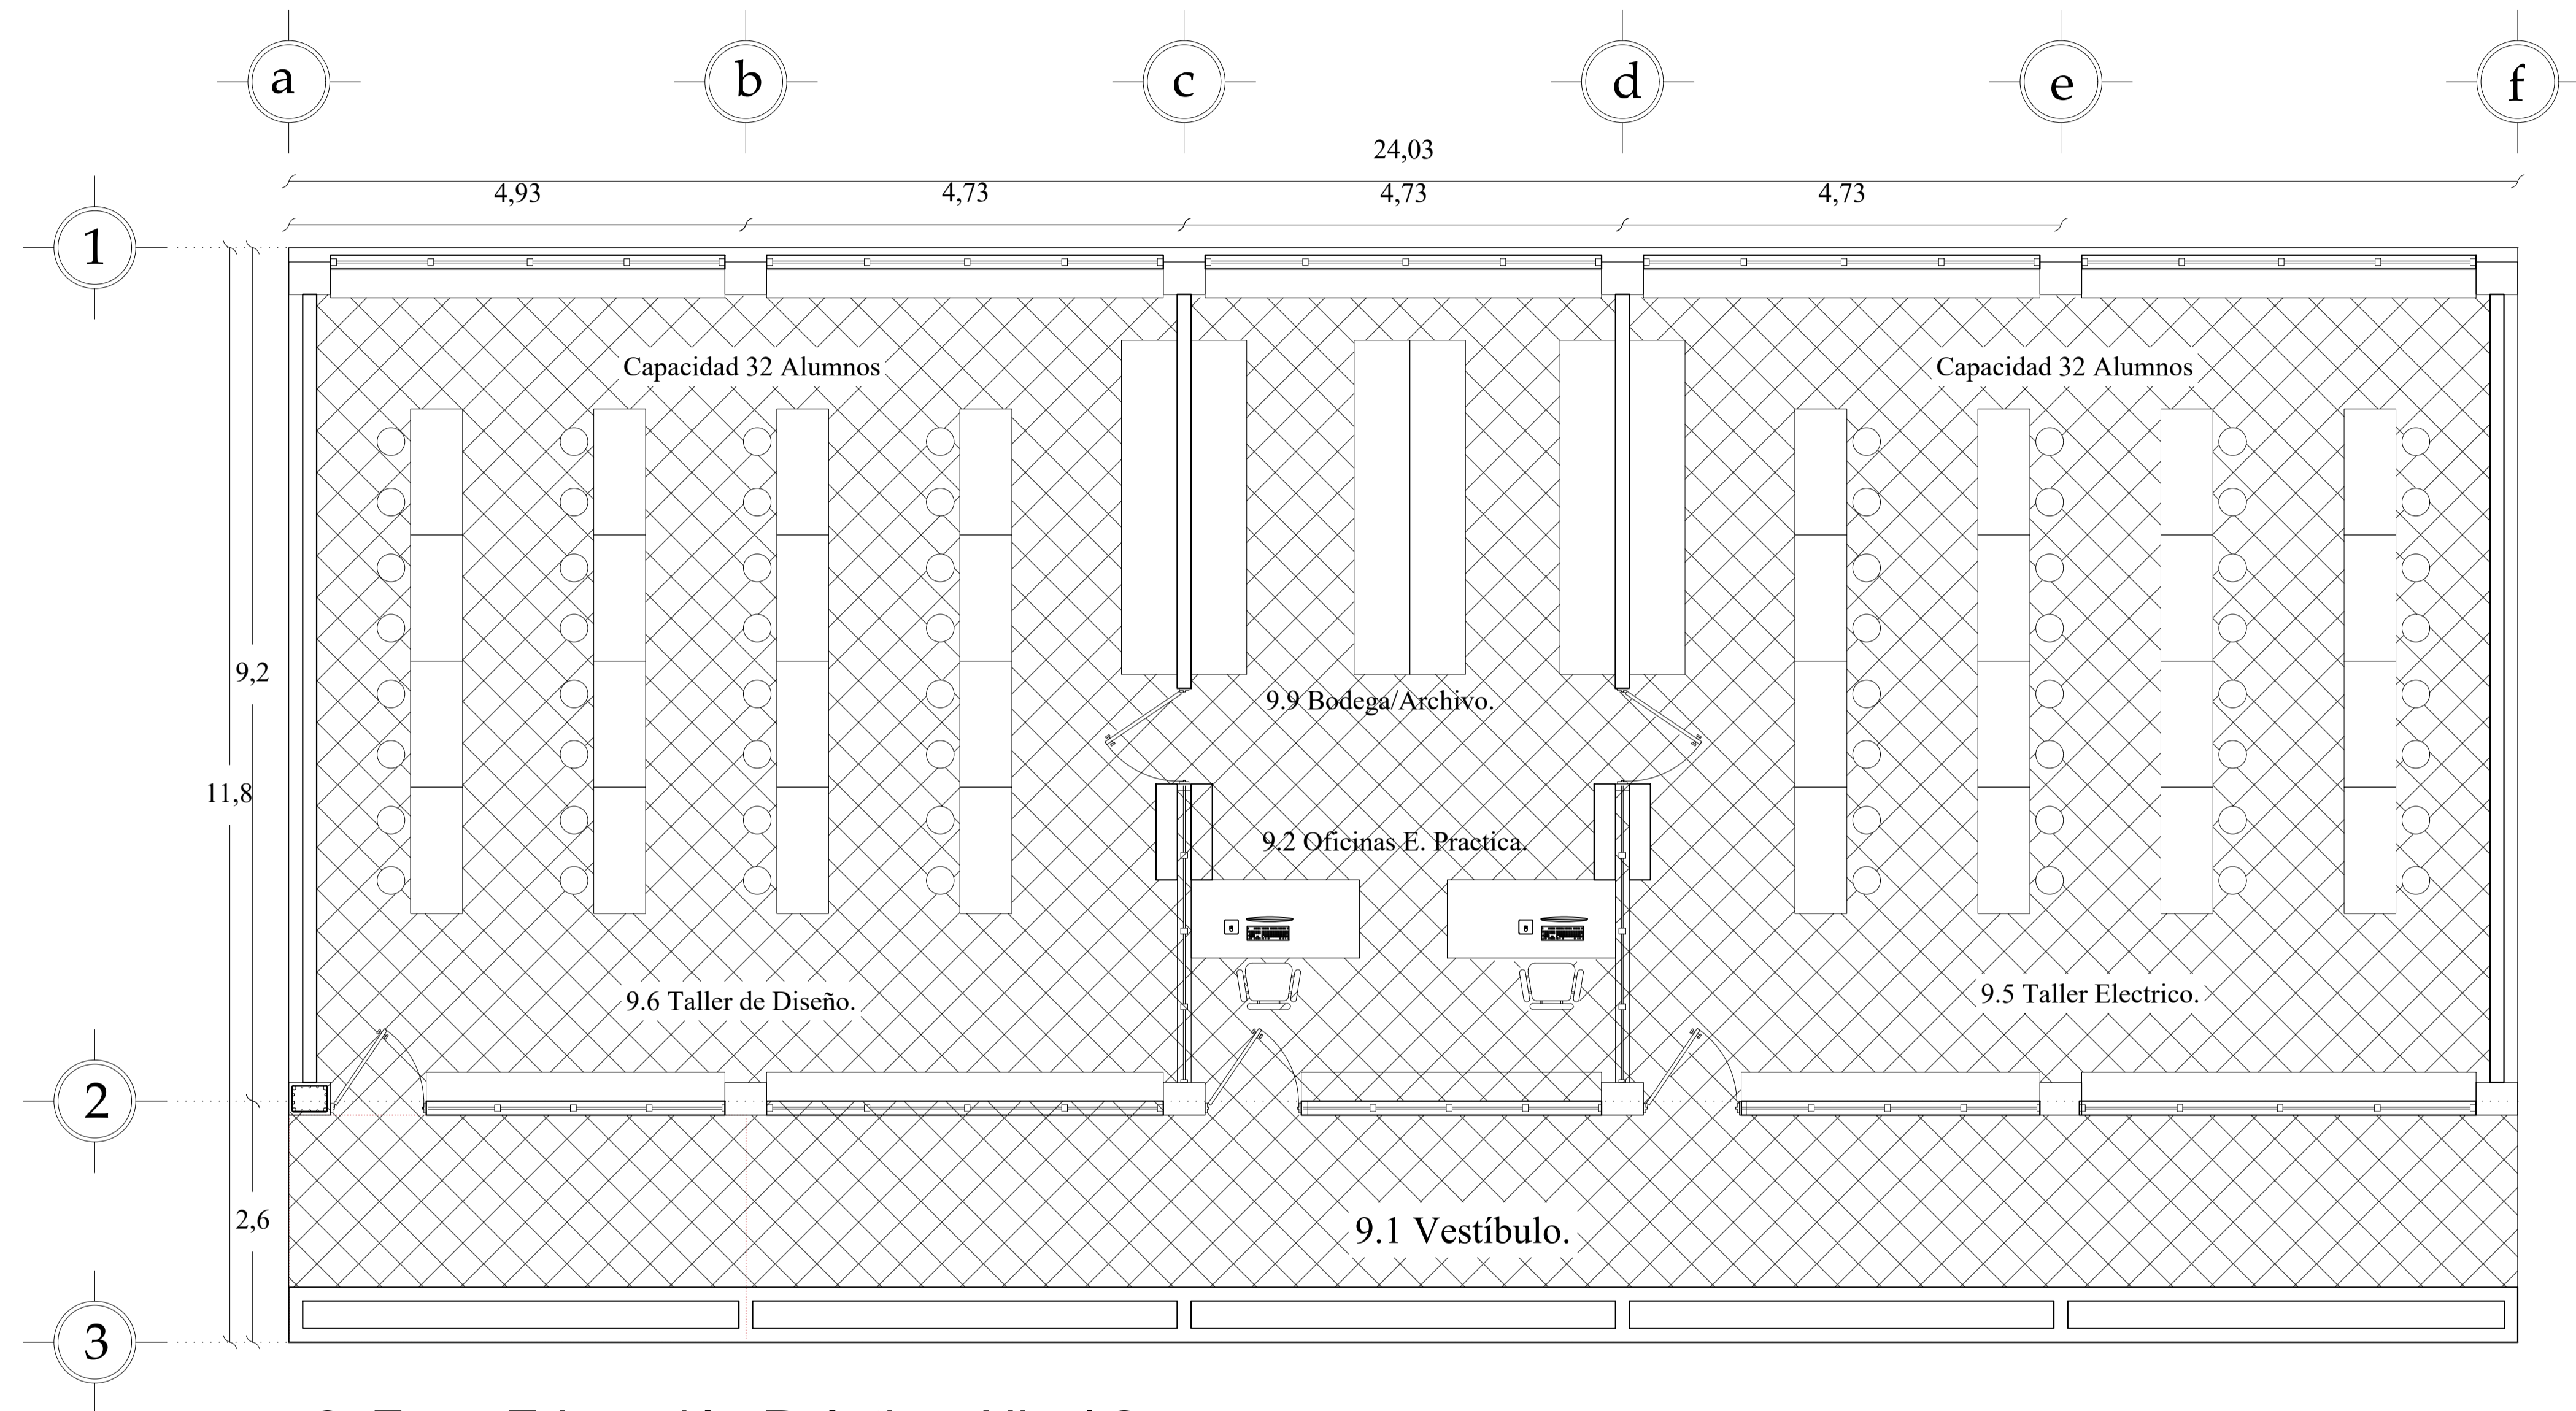 a
b
c
d
e
f
24,03
4,93
4,73
4,73
4,73
1
Capacidad 32 Alumnos
Capacidad 32 Alumnos
9,2
9.9 Bodega/Archivo.
11,8
9.2 Oficinas E. Practica.
9.6 Taller de Diseño.
9.5 Taller Electrico.
2
2,6
9.1 Vestíbulo.
3